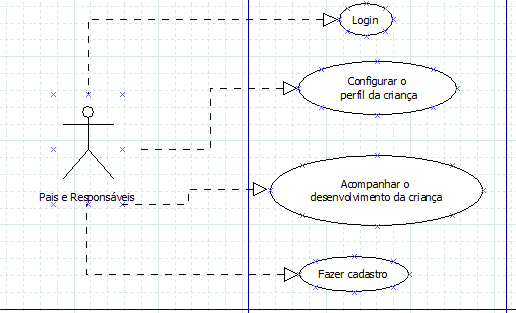 Login
Configurar o
perfil da criança
Pais e Responsáveis
Acompanhar o
desenvolvimento da criança
Fazer cadastro